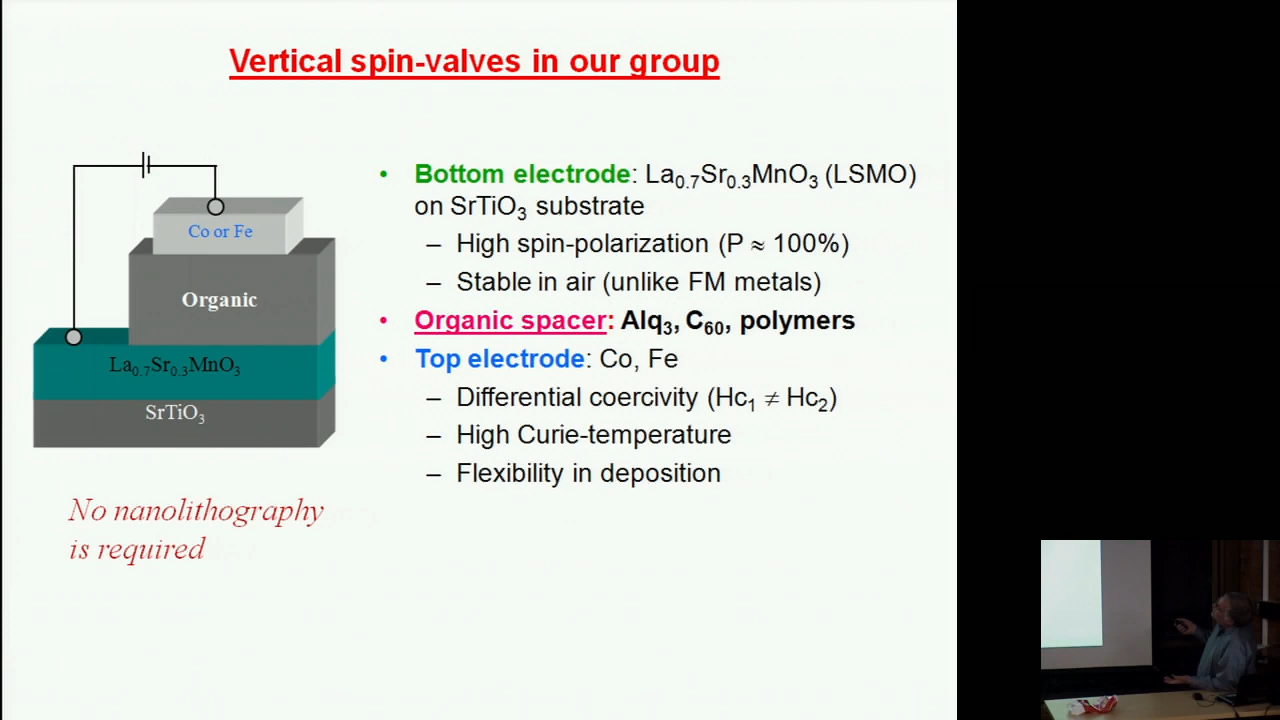 Vertical spin-valves in our group
Co or Fe
Organic
La₀.₇Sr₀.₃MnO₃
SrTiO₃
No nanolithography
is required
• Bottom electrode: La₀.₇Sr₀.₃MnO₃ (LSMO)
on SrTiO₃ substrate
– High spin-polarization (P ≈ 100%)
– Stable in air (unlike FM metals)
• Organic spacer: Alq₃, C₆₀, polymers
• Top electrode: Co, Fe
– Differential coercivity (Hc₁ ≠ Hc₂)
– High Curie-temperature
– Flexibility in deposition